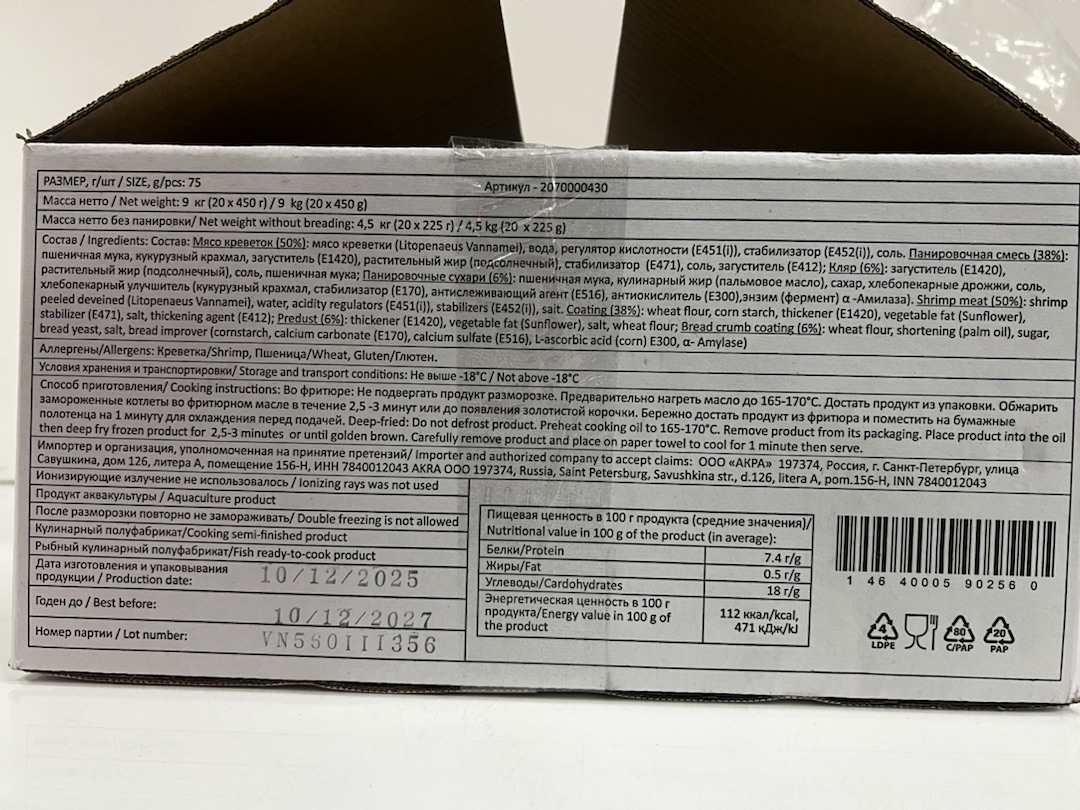 РАЗМЕР, г/шт / SIZE, g/pcs: 75
Артикул - 2070000430
Масса нетто / Net weight: 9 кг (20 x 450 г) / 9 kg (20 x 450 g)
Масса нетто без панировки/ Net weight without breading: 4,5 кг (20 x 225 г) / 4,5 kg (20 x 225 g)
Состав / Ingredients: Состав: Мясо креветок (50%): мясо креветки (Litopenaeus Vannamei), вода, регулятор кислотности (E451(i)), стабилизатор (E452(i)), соль. Панировочная смесь (38%):
пшеничная мука, кукурузный крахмал, загуститель (E1420), растительный жир (подсолнечный), стабилизатор (E471), соль, загуститель (E412); Кляр (6%): загуститель (E1420),
растительный жир (подсолнечный), соль, пшеничная мука; Панировочные сухари (6%): пшеничная мука, кулинарный жир (пальмовое масло), сахар, хлебопекарные дрожжи, соль,
хлебопекарный улучшитель (кукурузный крахмал, стабилизатор (E170), антислеживающий агент (E516), антиокислитель (E300),энзим (фермент) α -Амилаза). Shrimp meat (50%): shrimp
peeled deveined (Litopenaeus Vannamei), water, acidity regulators (E451(i)), stabilizers (E452(i)), salt. Coating (38%): wheat flour, corn starch, thickener (E1420), vegetable fat (Sunflower),
stabilizer (E471), salt, thickening agent (E412); Predust (6%): thickener (E1420), vegetable fat (Sunflower), salt, wheat flour; Bread crumb coating (6%): wheat flour, shortening (palm oil), sugar,
bread yeast, salt, bread improver (cornstarch, calcium carbonate (E170), calcium sulfate (E516), L-ascorbic acid (corn) E300, α- Amylase)
Аллергены/Allergens: Креветка/Shrimp, Пшеница/Wheat, Gluten/Глютен.
Условия хранения и транспортировки/ Storage and transport conditions: Не выше -18°C / Not above -18°C
Способ приготовления/ Cooking instructions: Во фритюре: Не подвергать продукт разморозке. Предварительно нагреть масло до 165-170°C. Достать продукт из упаковки. Обжарить
замороженные котлеты во фритюрном масле в течение 2,5 -3 минут или до появления золотистой корочки. Бережно достать продукт из фритюра и поместить на бумажные
полотенца на 1 минуту для охлаждения перед подачей. Deep-fried: Do not defrost product. Preheat cooking oil to 165-170°C. Remove product from its packaging. Place product into the oil
then deep fry frozen product for 2,5-3 minutes or until golden brown. Carefully remove product and place on paper towel to cool for 1 minute then serve.
Импортер и организация, уполномоченная на принятие претензий/ Importer and authorized company to accept claims: ООО «АКРА» 197374, Россия, г. Санкт-Петербург, улица
Савушкина, дом 126, литера А, помещение 156-Н, ИНН 7840012043 AKRA OOO 197374, Russia, Saint Petersburg, Savushkina str., d.126, litera A, pom.156-H, INN 7840012043
Ионизирующие излучение не использовалось / Ionizing rays was not used
Продукт аквакультуры / Aquaculture product
После разморозки повторно не замораживать/ Double freezing is not allowed
Кулинарный полуфабрикат/Cooking semi-finished product
Рыбный кулинарный полуфабрикат/Fish ready-to-cook product
Дата изготовления и упаковывания
продукции / Production date:
10/12/2025
Годен до / Best before:
10/12/2027
Номер партии / Lot number:
VN550III356
Пищевая ценность в 100 г продукта (средние значения)/
Nutritional value in 100 g of the product (in average):
Белки/Protein
7.4 г/g
Жиры/Fat
0.5 г/g
Углеводы/Cardohydrates
18 г/g
Энергетическая ценность в 100 г
продукта/Energy value in 100 g of
the product
112 ккал/kcal,
471 кДж/kJ
1 46 40005 90256 0
4
LDPE
80
C/PAP
20
PAP